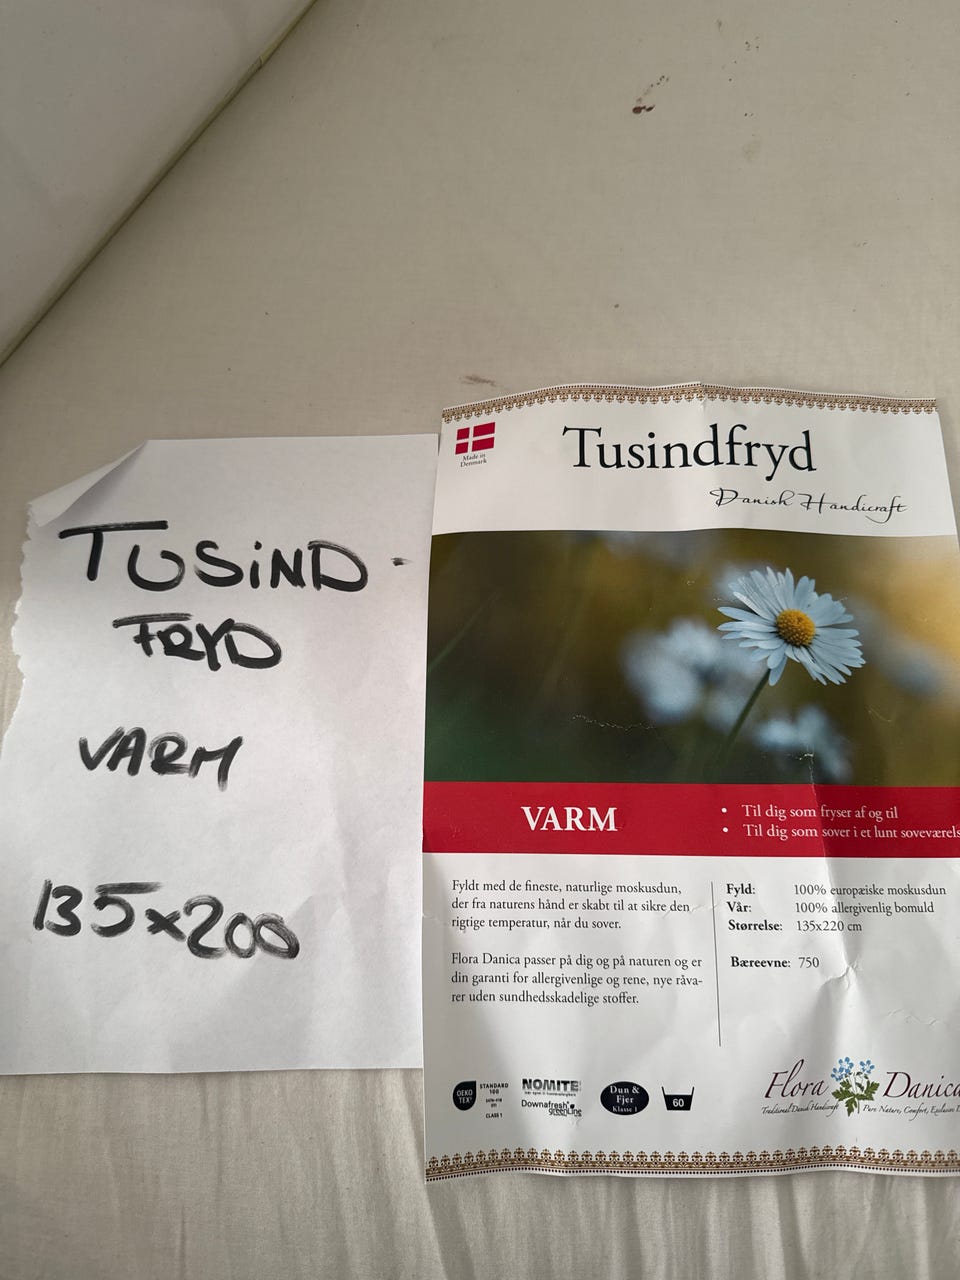 TUSIND-
FRYD
VARM
135x200
Made in
Denmark
Tusindfryd
Danish Handicraft
VARM
• Til dig som fryser af og til
• Til dig som sover i et lunt soveværels
Fyldt med de fineste, naturlige moskusdun,
der fra naturens hånd er skabt til at sikre den
rigtige temperatur, når du sover.
Flora Danica passer på dig og på naturen og er
din garanti for allergivenlige og rene, nye råva-
rer uden sundhedsskadelige stoffer.
Fyld: 100% europæiske moskusdun
Vår: 100% allergivenlig bomuld
Størrelse: 135x220 cm
Bæreevne: 750
OEKO
TEX
STANDARD
100
CLASS 1
NOMITE
Downafresh
greenLine
Dun &
Fjer
Klasse 1
60
Flora Danica
Traditional Danish Handicraft
Pure Nature, Comfort,